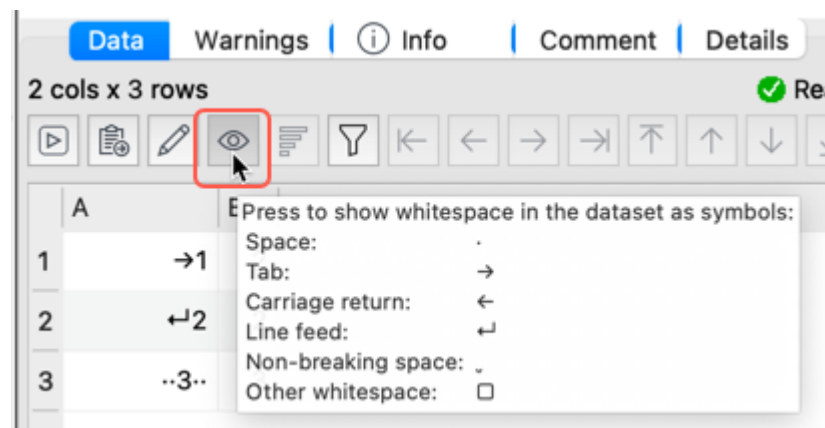 Data Warnings Info Comment Details
2 cols x 3 rows
A
Press to show whitespace in the dataset as symbols:
Space: ·
Tab: →
Carriage return: ←
Line feed: ↵
Non-breaking space: ˬ
Other whitespace: ▢
1 →1
2 ↵2
3 ··3··